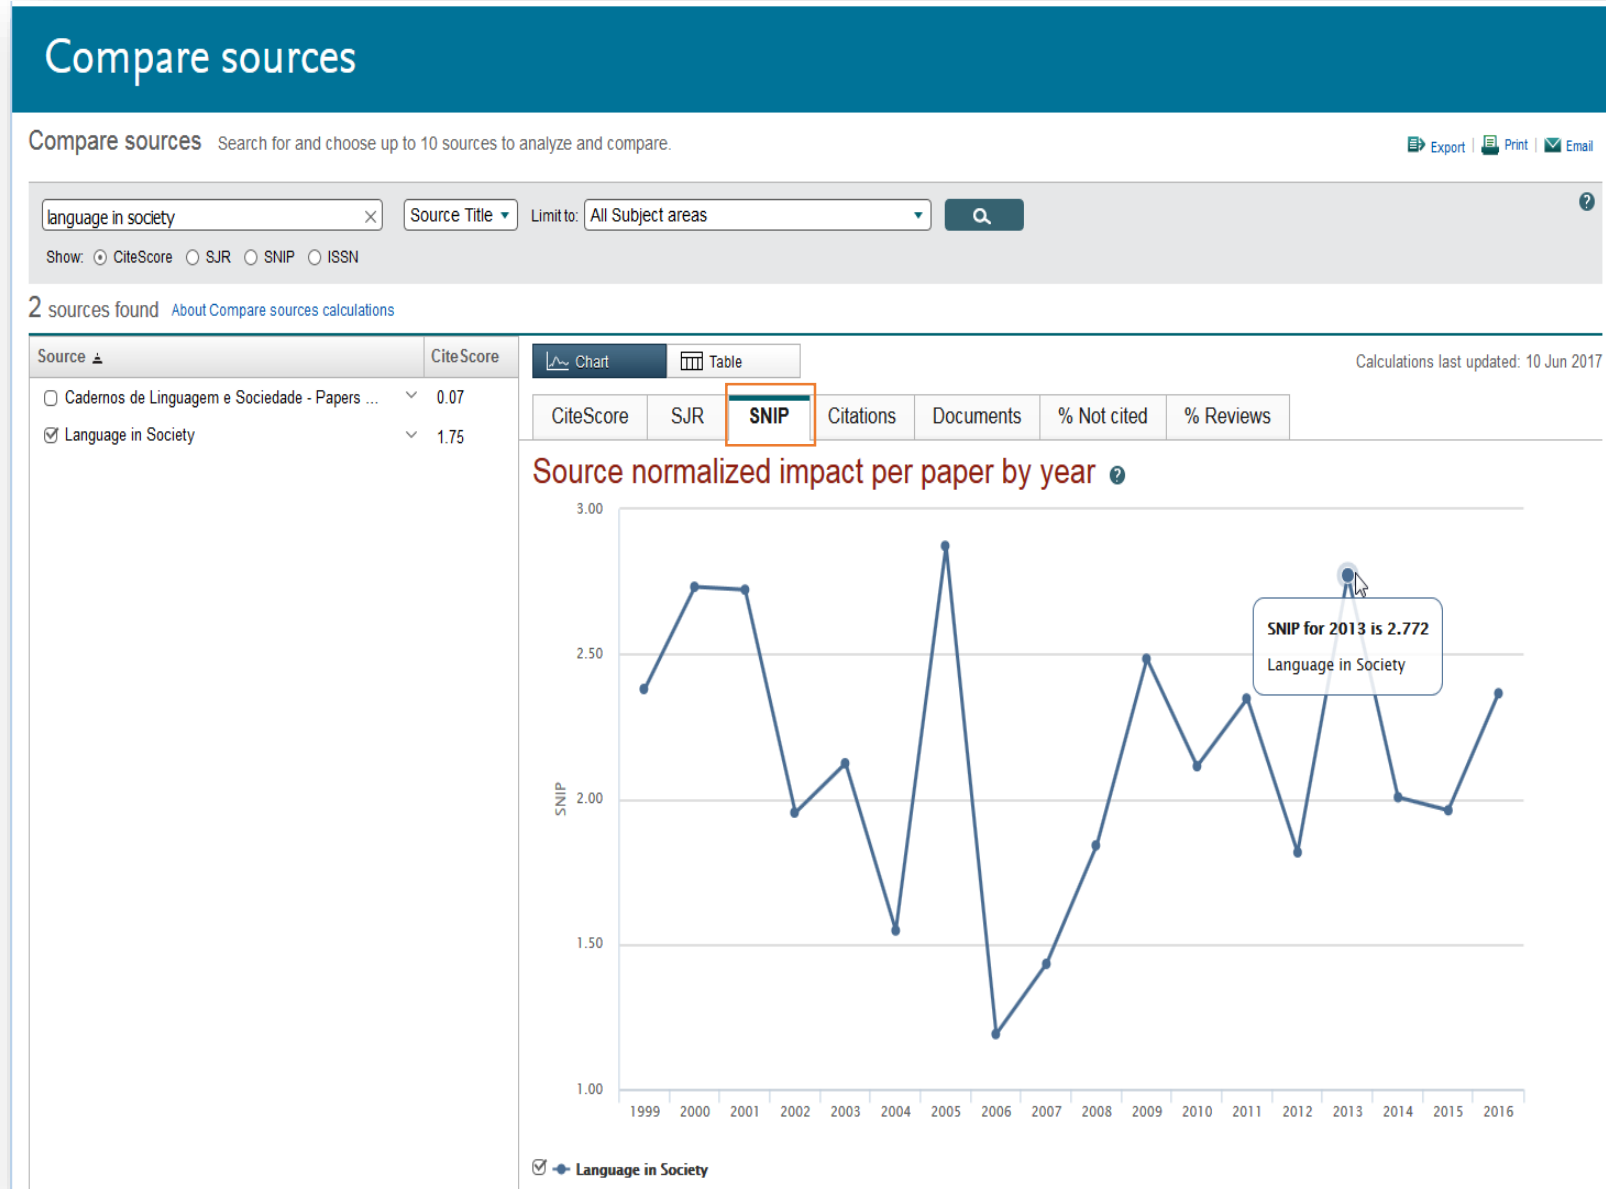 Compare sources
Compare sources Search for and choose up to 10 sources to analyze and compare.
Export | Print | Email
language in society Source Title Limit to: All Subject areas
Show: CiteScore SJR SNIP ISSN
2 sources found About Compare sources calculations
Source CiteScore
Cadernos de Linguagem e Sociedade - Papers ... 0.07
Language in Society 1.75
Chart Table
Calculations last updated: 10 Jun 2017
CiteScore SJR SNIP Citations Documents % Not cited % Reviews
Source normalized impact per paper by year
3.00
2.50
2.00
1.50
1.00
SNIP
SNIP for 2013 is 2.772
Language in Society
1999 2000 2001 2002 2003 2004 2005 2006 2007 2008 2009 2010 2011 2012 2013 2014 2015 2016
Language in Society